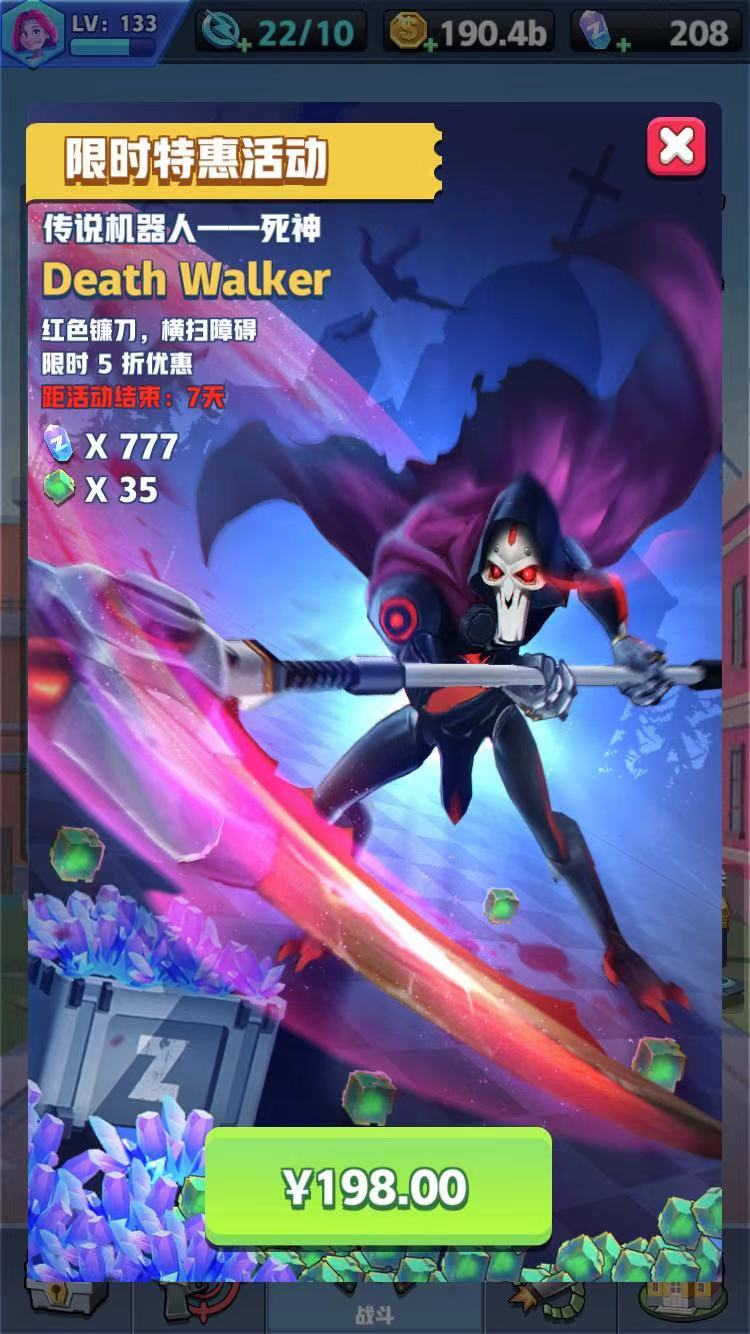 LV: 133
22/10
190.4b
208
限时特惠活动
传说机器人——死神
Death Walker
红色镰刀，横扫障碍
限时 5 折优惠
距活动结束：7天
Z X 777
X 35
Z
¥198.00
战斗